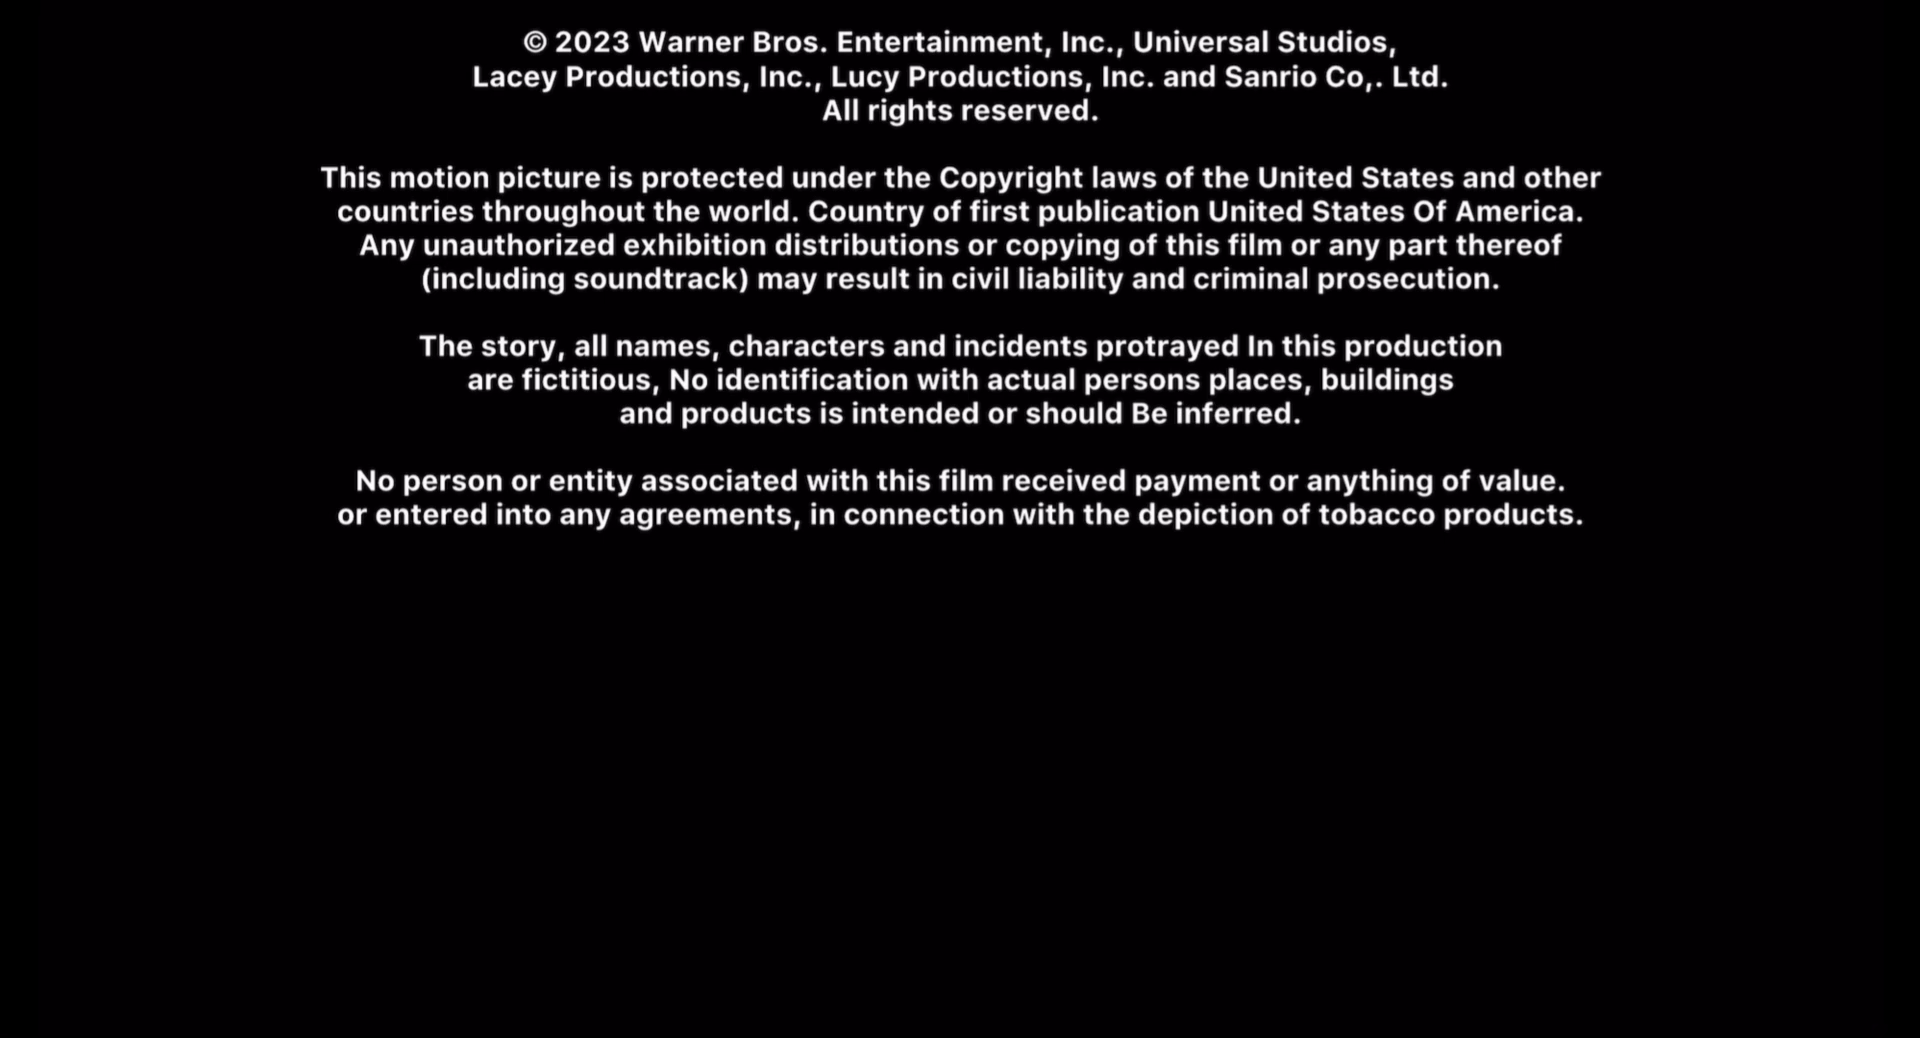 © 2023 Warner Bros. Entertainment, Inc., Universal Studios,
Lacey Productions, Inc., Lucy Productions, Inc. and Sanrio Co,. Ltd.
All rights reserved.
This motion picture is protected under the Copyright laws of the United States and other
countries throughout the world. Country of first publication United States Of America.
Any unauthorized exhibition distributions or copying of this film or any part thereof
(including soundtrack) may result in civil liability and criminal prosecution.
The story, all names, characters and incidents protrayed In this production
are fictitious, No identification with actual persons places, buildings
and products is intended or should Be inferred.
No person or entity associated with this film received payment or anything of value.
or entered into any agreements, in connection with the depiction of tobacco products.